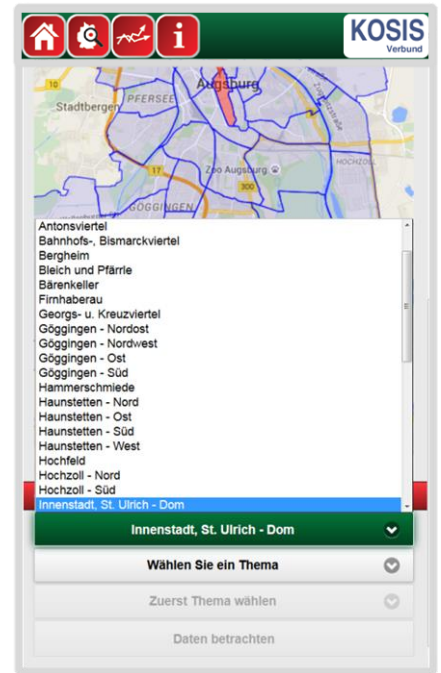 i
KOSIS
Verbund
10
Augsburg
Stadtbergen
PFERSEE
17
Zoo Augsburg
HOCHZOLL
300
GÖGGINGEN
Antonsviertel
Bahnhofs-, Bismarckviertel
Bergheim
Bleich und Pfärrle
Bärenkeller
Firnhaberau
Georgs- u. Kreuzviertel
Göggingen - Nordost
Göggingen - Nordwest
Göggingen - Ost
Göggingen - Süd
Hammerschmiede
Haunstetten - Nord
Haunstetten - Ost
Haunstetten - Süd
Haunstetten - West
Hochfeld
Hochzoll - Nord
Hochzoll - Süd
Innenstadt, St. Ulrich - Dom
Innenstadt, St. Ulrich - Dom
Wählen Sie ein Thema
Zuerst Thema wählen
Daten betrachten